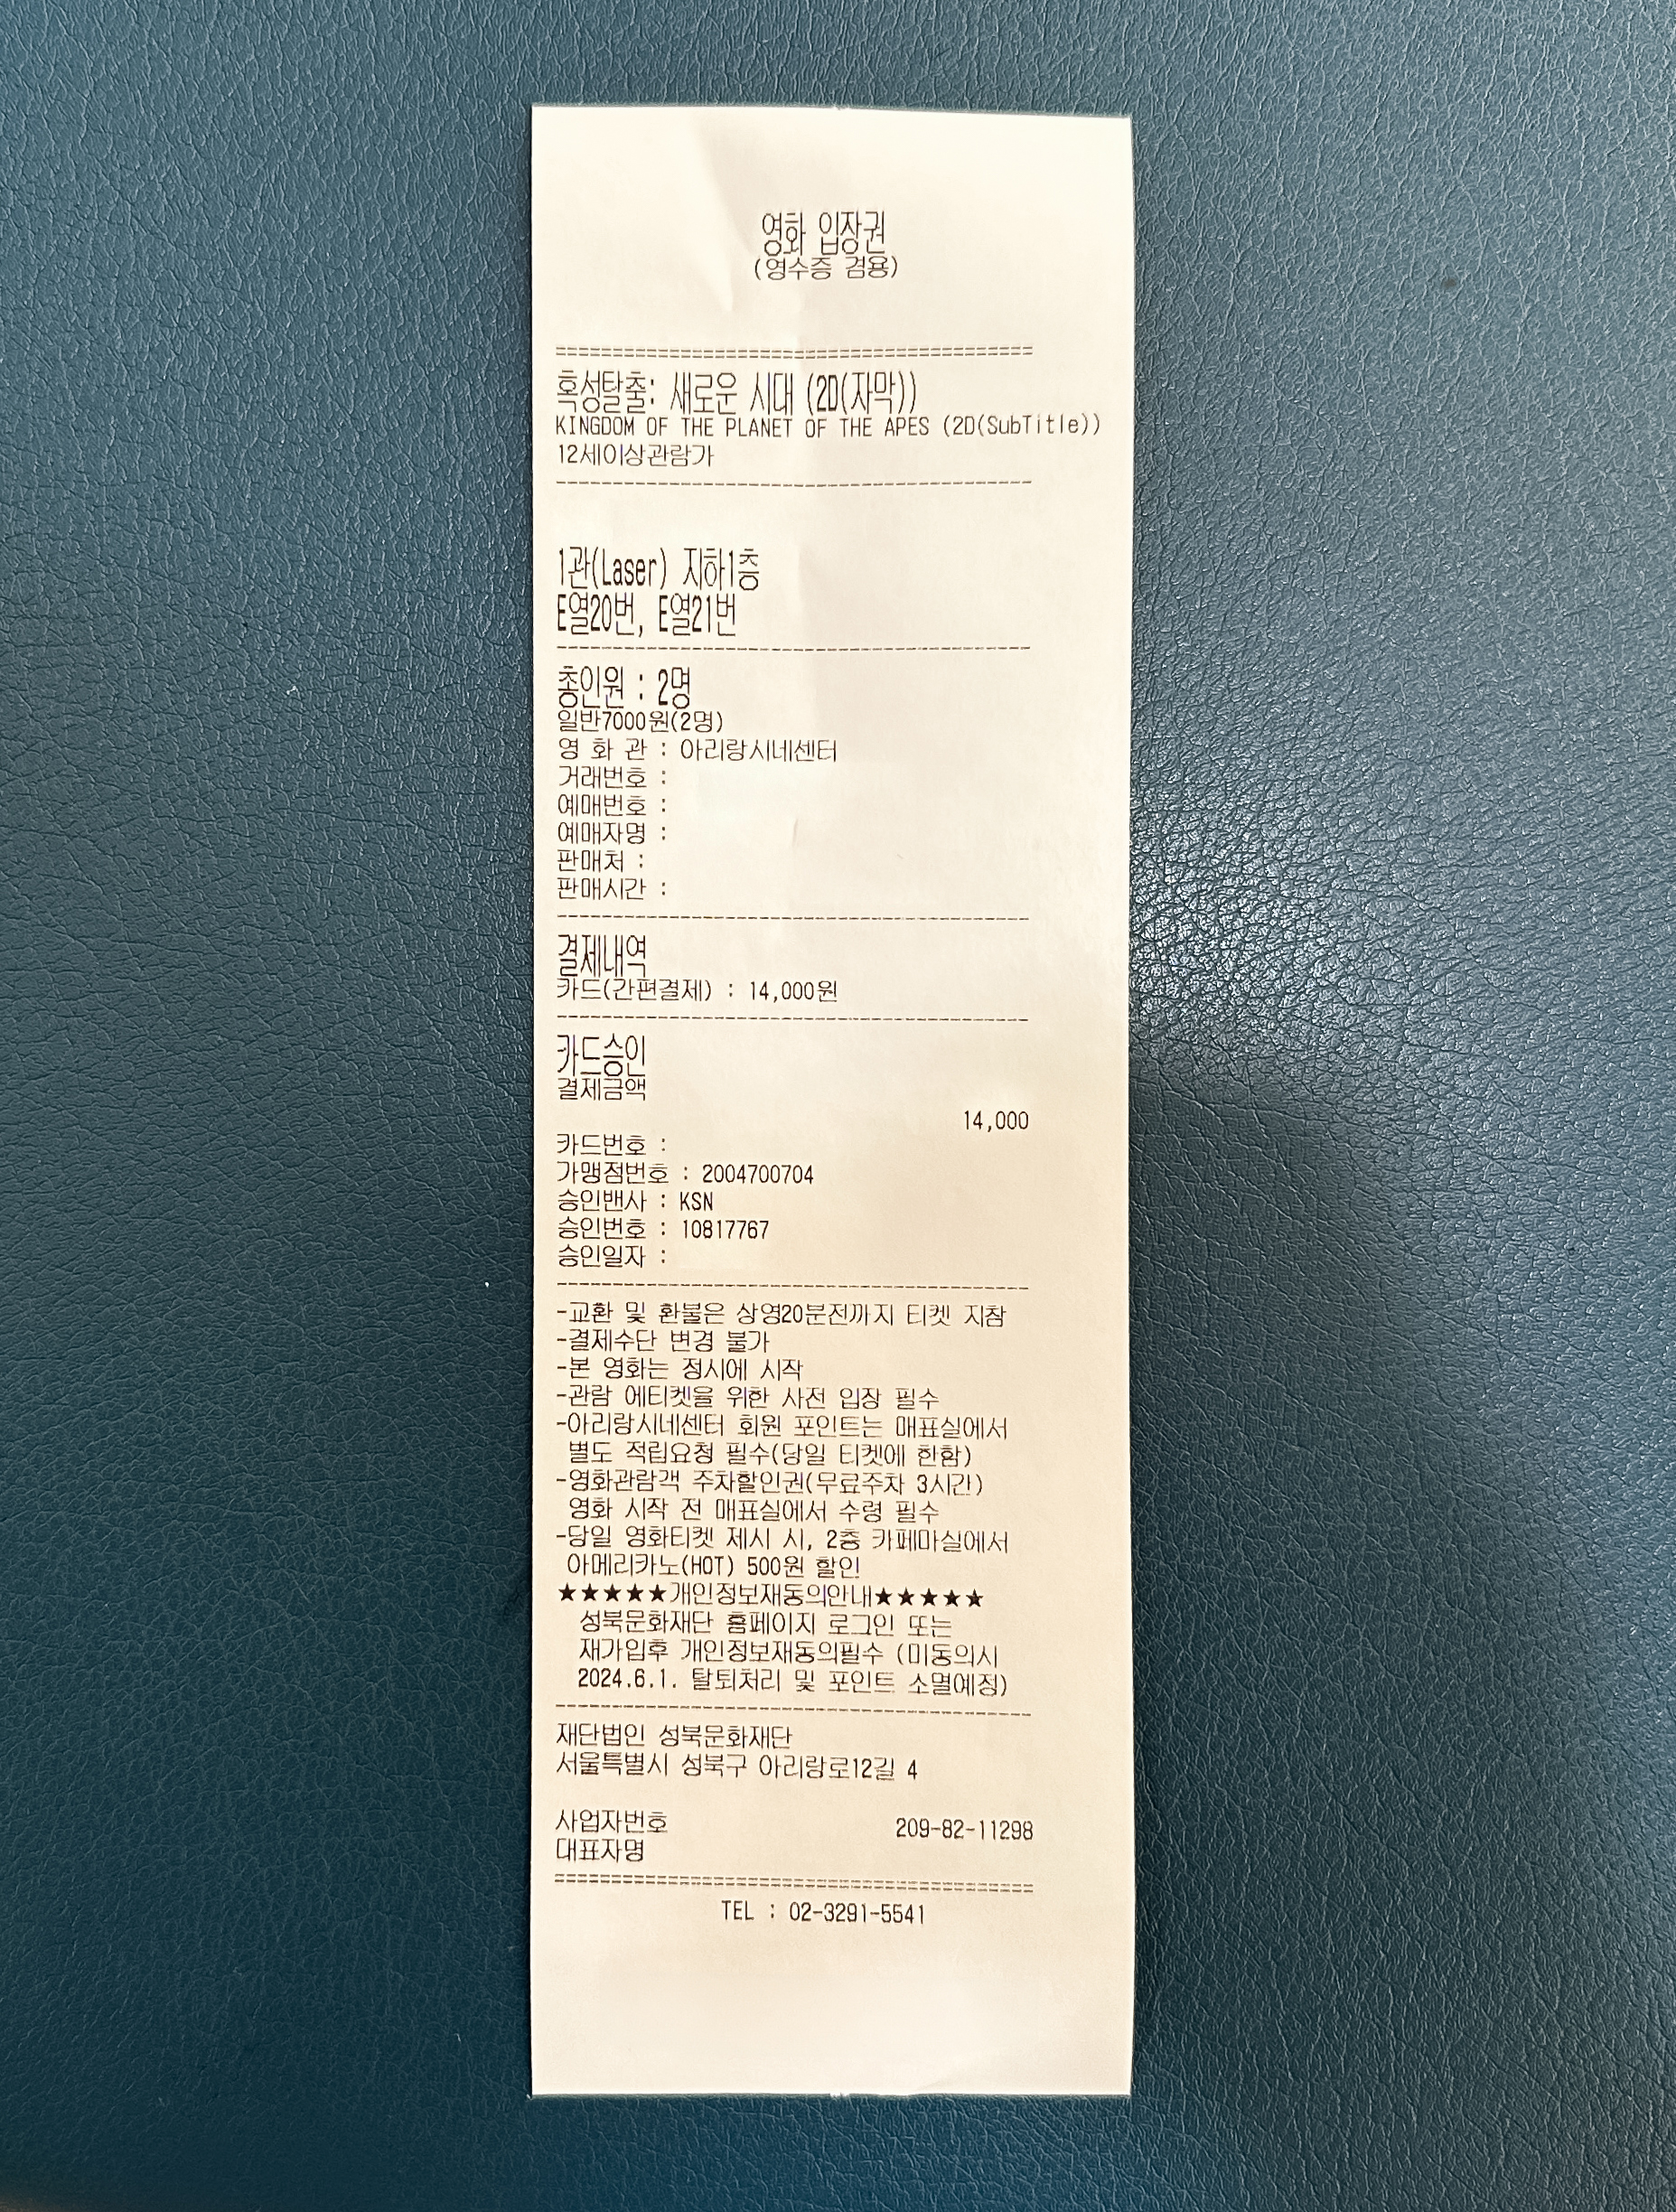 영화 입장권
(영수증 겸용)
================================================
혹성탈출: 새로운 시대 (2D(자막))
KINGDOM OF THE PLANET OF THE APES (2D(SubTitle))
12세이상관람가
------------------------------------------------
1관(Laser) 지하1층
E열20번, E열21번
------------------------------------------------
총인원 : 2명
일반7000원(2명)
영 화 관 : 아리랑시네센터
거래번호 :
예매번호 :
예매자명 :
판매처 :
판매시간 :
------------------------------------------------
결제내역
카드(간편결제) : 14,000원
------------------------------------------------
카드승인
결제금액
14,000
카드번호 :
가맹점번호 : 2004700704
승인밴사 : KSN
승인번호 : 10817767
승인일자 :
------------------------------------------------
-교환 및 환불은 상영20분전까지 티켓 지참
-결제수단 변경 불가
-본 영화는 정시에 시작
-관람 에티켓을 위한 사전 입장 필수
-아리랑시네센터 회원 포인트는 매표실에서
별도 적립요청 필수(당일 티켓에 한함)
-영화관람객 주차할인권(무료주차 3시간)
영화 시작 전 매표실에서 수령 필수
-당일 영화티켓 제시 시, 2층 카페마실에서
아메리카노(HOT) 500원 할인
★★★★★개인정보재동의안내★★★★★
성북문화재단 홈페이지 로그인 또는
재가입후 개인정보재동의필수 (미동의시
2024.6.1. 탈퇴처리 및 포인트 소멸예정)
------------------------------------------------
재단법인 성북문화재단
서울특별시 성북구 아리랑로12길 4
사업자번호 209-82-11298
대표자명
================================================
TEL : 02-3291-5541